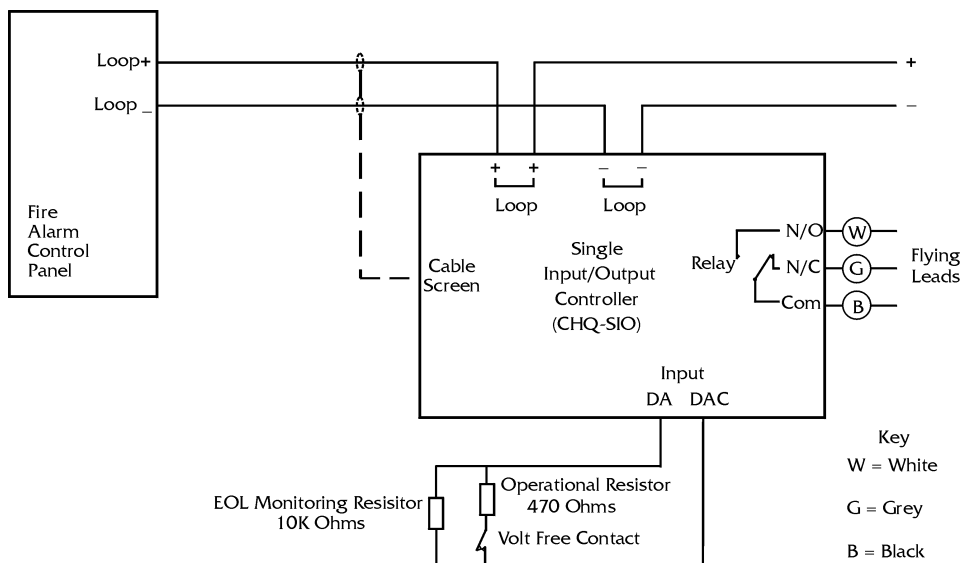 Loop+
Loop _
Fire
Alarm
Control
Panel
+
–
+ +
– –
Loop
Loop
Cable
Screen
Single
Input/Output
Controller
(CHQ-SIO)
Relay
N/O
N/C
Com
W
G
B
Flying
Leads
Input
DA DAC
EOL Monitoring Resisitor
10K Ohms
Operational Resistor
470 Ohms
Volt Free Contact
Key
W = White
G = Grey
B = Black